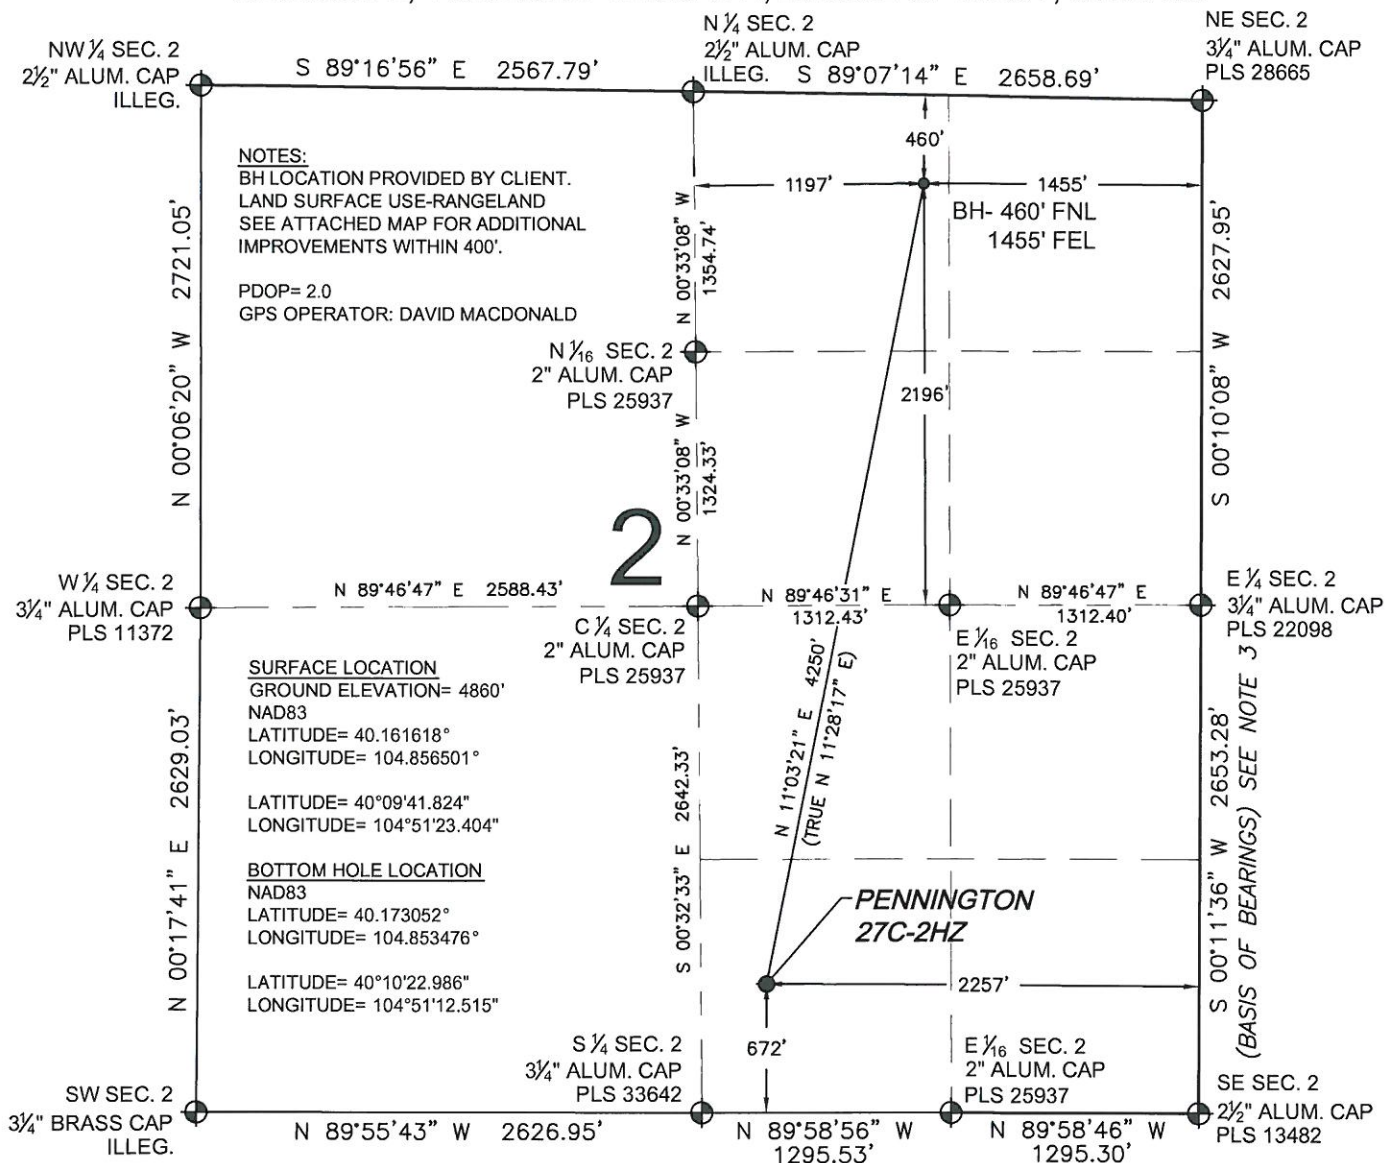 NW ¼ SEC. 2
2½" ALUM. CAP
ILLEG.
S 89°16'56" E 2567.79'
N ¼ SEC. 2
2½" ALUM. CAP
ILLEG.
S 89°07'14" E 2658.69'
NE SEC. 2
3¼" ALUM. CAP
PLS 28665
NOTES:
BH LOCATION PROVIDED BY CLIENT.
LAND SURFACE USE-RANGELAND
SEE ATTACHED MAP FOR ADDITIONAL
IMPROVEMENTS WITHIN 400'.
PDOP= 2.0
GPS OPERATOR: DAVID MACDONALD
460'
1197'
1455'
BH- 460' FNL
1455' FEL
N 00°06'20" W 2721.05'
N 00°33'08" W
1354.74'
S 00°10'08" W 2627.95'
N 1/16 SEC. 2
2" ALUM. CAP
PLS 25937
2196'
N 00°33'08" W
1324.33'
2
W ¼ SEC. 2
3¼" ALUM. CAP
PLS 11372
N 89°46'47" E 2588.43'
C ¼ SEC. 2
2" ALUM. CAP
PLS 25937
N 89°46'31" E
1312.43'
N 89°46'47" E
1312.40'
E ¼ SEC. 2
3¼" ALUM. CAP
PLS 22098
E 1/16 SEC. 2
2" ALUM. CAP
PLS 25937
SURFACE LOCATION
GROUND ELEVATION= 4860'
NAD83
LATITUDE= 40.161618°
LONGITUDE= 104.856501°
LATITUDE= 40°09'41.824"
LONGITUDE= 104°51'23.404"
BOTTOM HOLE LOCATION
NAD83
LATITUDE= 40.173052°
LONGITUDE= 104.853476°
LATITUDE= 40°10'22.986"
LONGITUDE= 104°51'12.515"
N 00°17'41" E 2629.03'
S 00°32'33" E 2642.33'
N 11°03'21" E 4250'
(TRUE N 11°28'17" E)
S 00°11'36" W 2653.28'
(BASIS OF BEARINGS) SEE NOTE 3
PENNINGTON
27C-2HZ
2257'
672'
S ¼ SEC. 2
3¼" ALUM. CAP
PLS 33642
E 1/16 SEC. 2
2" ALUM. CAP
PLS 25937
SW SEC. 2
3¼" BRASS CAP
ILLEG.
SE SEC. 2
2½" ALUM. CAP
PLS 13482
N 89°55'43" W 2626.95'
N 89°58'56" W
1295.53'
N 89°58'46" W
1295.30'